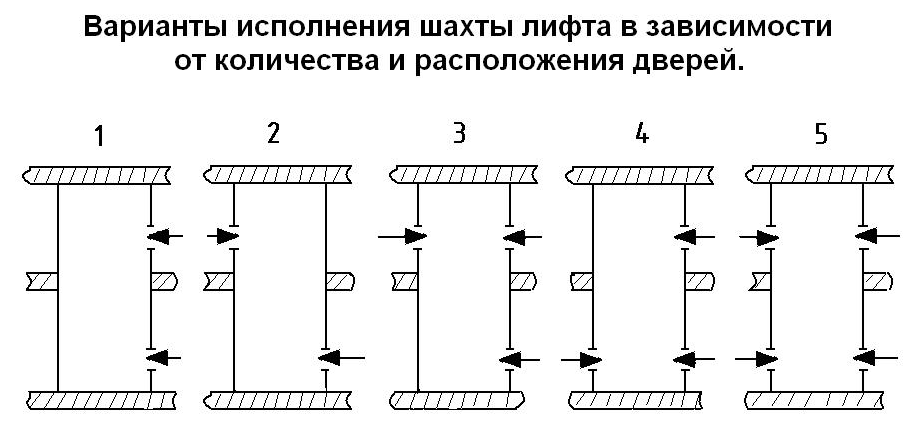 Варианты исполнения шахты лифта в зависимости
от количества и расположения дверей.
1 2 3 4 5